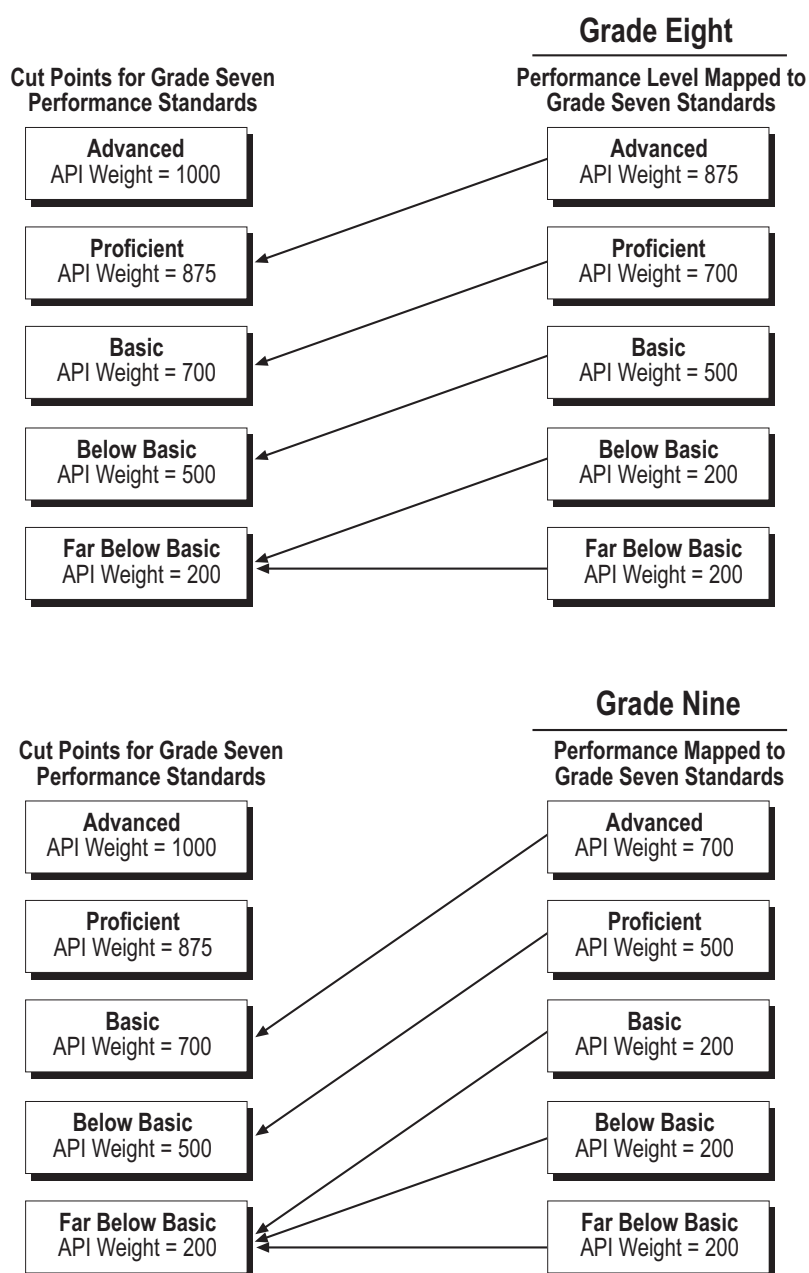 Grade Eight
Cut Points for Grade Seven
Performance Standards
Performance Level Mapped to
Grade Seven Standards
Advanced
API Weight = 1000
Advanced
API Weight = 875
Proficient
API Weight = 875
Proficient
API Weight = 700
Basic
API Weight = 700
Basic
API Weight = 500
Below Basic
API Weight = 500
Below Basic
API Weight = 200
Far Below Basic
API Weight = 200
Far Below Basic
API Weight = 200
Grade Nine
Cut Points for Grade Seven
Performance Standards
Performance Mapped to
Grade Seven Standards
Advanced
API Weight = 1000
Advanced
API Weight = 700
Proficient
API Weight = 875
Proficient
API Weight = 500
Basic
API Weight = 700
Basic
API Weight = 200
Below Basic
API Weight = 500
Below Basic
API Weight = 200
Far Below Basic
API Weight = 200
Far Below Basic
API Weight = 200